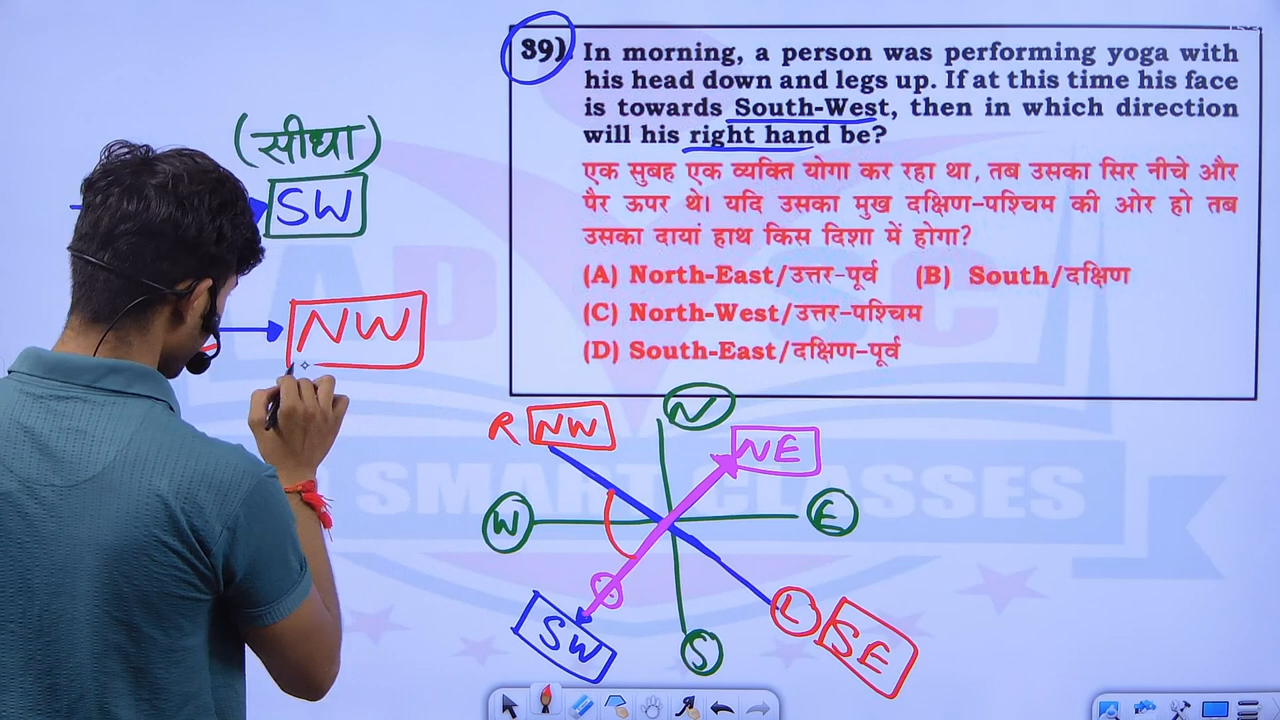 39). In morning, a person was performing yoga with
his head down and legs up. If at this time his face
is towards South-West, then in which direction
will his right hand be?
एक सुबह एक व्यक्ति योगा कर रहा था, तब उसका सिर नीचे और
पैर ऊपर थे। यदि उसका मुख दक्षिण-पश्चिम की ओर हो तब
उसका दायां हाथ किस दिशा में होगा?
(A) North-East/उत्तर-पूर्व (B) South/दक्षिण
(C) North-West/उत्तर-पश्चिम
(D) South-East/दक्षिण-पूर्व
(सीधा)
SW
NW
N
R NW
NE
W
E
SW
S
L SE
SMART CLASSES